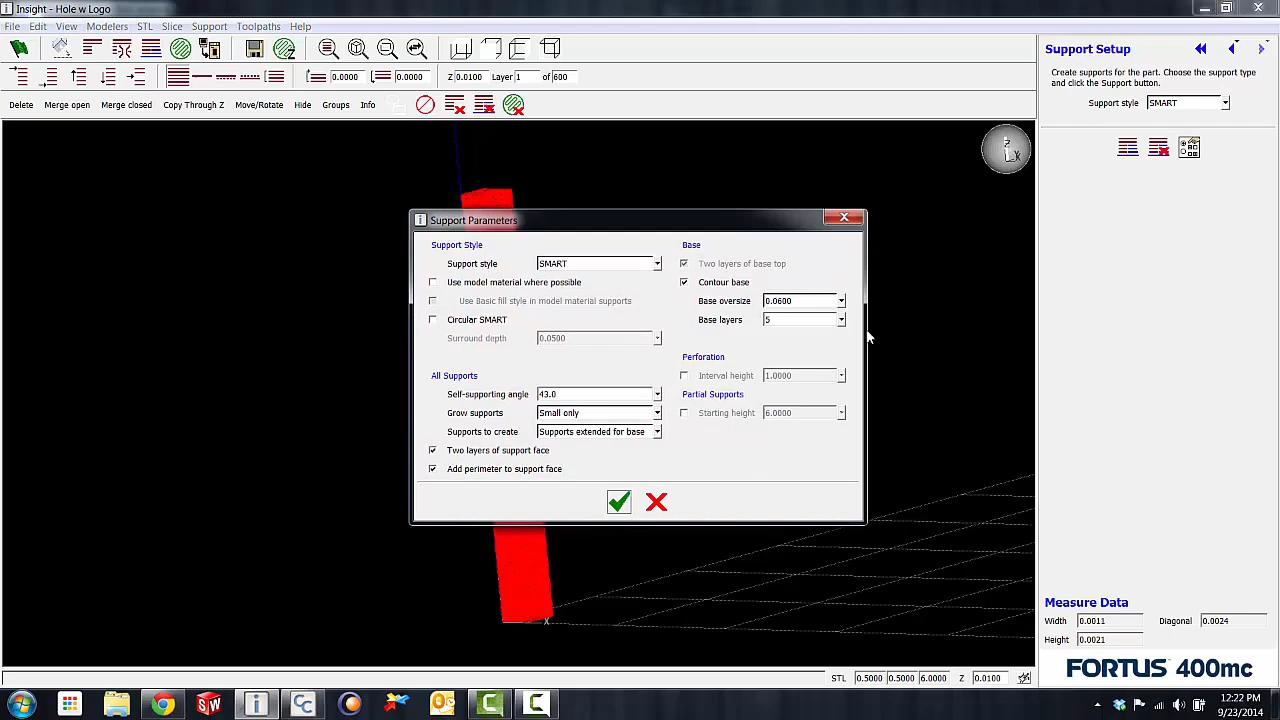 Insight - Hole w Logo
File Edit View Modelers STL Slice Support Toolpaths Help
0.0000 0.0000 Z 0.0100 Layer 1 of 600
Delete Merge open Merge closed Copy Through Z Move/Rotate Hide Groups Info
Support Setup
Create supports for the part. Choose the support type
and click the Support button.
Support style SMART
Z
X
Support Parameters
Support Style
Support style SMART
Use model material where possible
Use Basic fill style in model material supports
Circular SMART
Surround depth 0.0500
All Supports
Self-supporting angle 43.0
Grow supports Small only
Supports to create Supports extended for base
Two layers of support face
Add perimeter to support face
Base
Two layers of base top
Contour base
Base oversize 0.0600
Base layers 5
Perforation
Interval height 1.0000
Partial Supports
Starting height 6.0000
X
Measure Data
Width 0.0011 Diagonal 0.0024
Height 0.0021
FORTUS 400mc
STL 0.5000 0.5000 6.0000 Z 0.0100
12:22 PM
9/23/2014